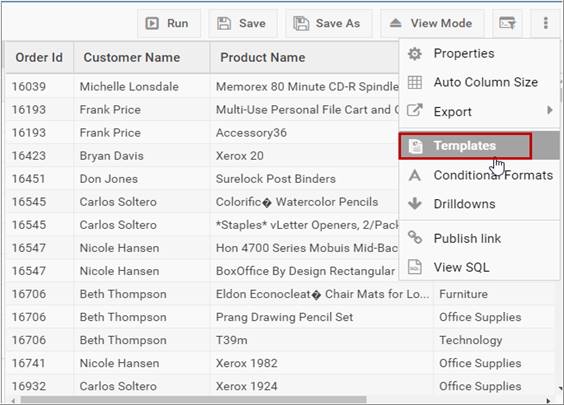 Run Save Save As View Mode
Order Id Customer Name Product Name
Properties
16039 Michelle Lonsdale Memorex 80 Minute CD-R Spindle
Auto Column Size
16193 Frank Price Multi-Use Personal File Cart and C
Export
16193 Frank Price Accessory36
Templates
16423 Bryan Davis Xerox 20
16451 Don Jones Surelock Post Binders
Conditional Formats
16545 Carlos Soltero Colorific� Watercolor Pencils
Drilldowns
16545 Carlos Soltero *Staples* vLetter Openers, 2/Pack
Publish link
16547 Nicole Hansen Hon 4700 Series Mobuis Mid-Bac
View SQL
16547 Nicole Hansen BoxOffice By Design Rectangular
16706 Beth Thompson Eldon Econocleat� Chair Mats for Lo... Furniture
16706 Beth Thompson Prang Drawing Pencil Set Office Supplies
16706 Beth Thompson T39m Technology
16741 Nicole Hansen Xerox 1982 Office Supplies
16932 Carlos Soltero Xerox 1924 Office Supplies